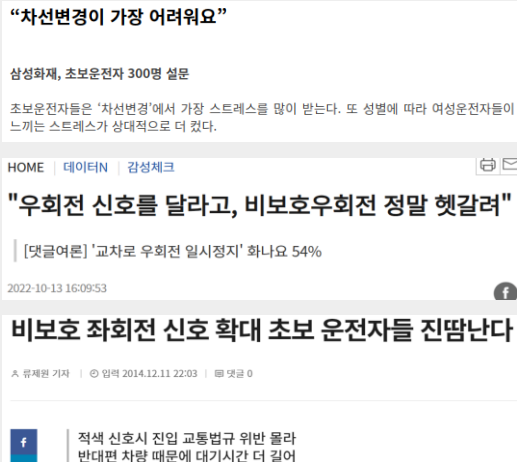 “차선변경이 가장 어려워요”
삼성화재, 초보운전자 300명 설문
초보운전자들은 ‘차선변경’에서 가장 스트레스를 많이 받는다. 또 성별에 따라 여성운전자들이
느끼는 스트레스가 상대적으로 더 컸다.
HOME 데이터N 감성체크
"우회전 신호를 달라고, 비보호우회전 정말 헷갈려"
[댓글여론] '교차로 우회전 일시정지' 화나요 54%
2022-10-13 16:09:53
비보호 좌회전 신호 확대 초보 운전자들 진땀난다
류제원 기자 입력 2014.12.11 22:03 댓글 0
적색 신호시 진입 교통법규 위반 몰라
반대편 차량 때문에 대기시간 더 길어